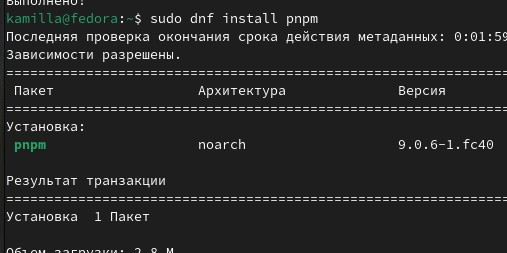 Выполнено!
kamilla@fedora:~$ sudo dnf install pnpm
Последняя проверка окончания срока действия метаданных: 0:01:59
Зависимости разрешены.
================================================================
Пакет Архитектура Версия
================================================================
Установка:
pnpm noarch 9.0.6-1.fc40
Результат транзакции
================================================================
Установка 1 Пакет
Объем загрузки: 2.8 M